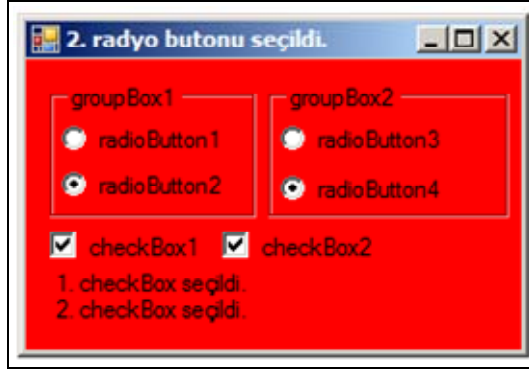 2. radyo butonu seçildi.
groupBox1
groupBox2
radioButton1
radioButton3
radioButton2
radioButton4
checkBox1
checkBox2
1. checkBox seçildi.
2. checkBox seçildi.